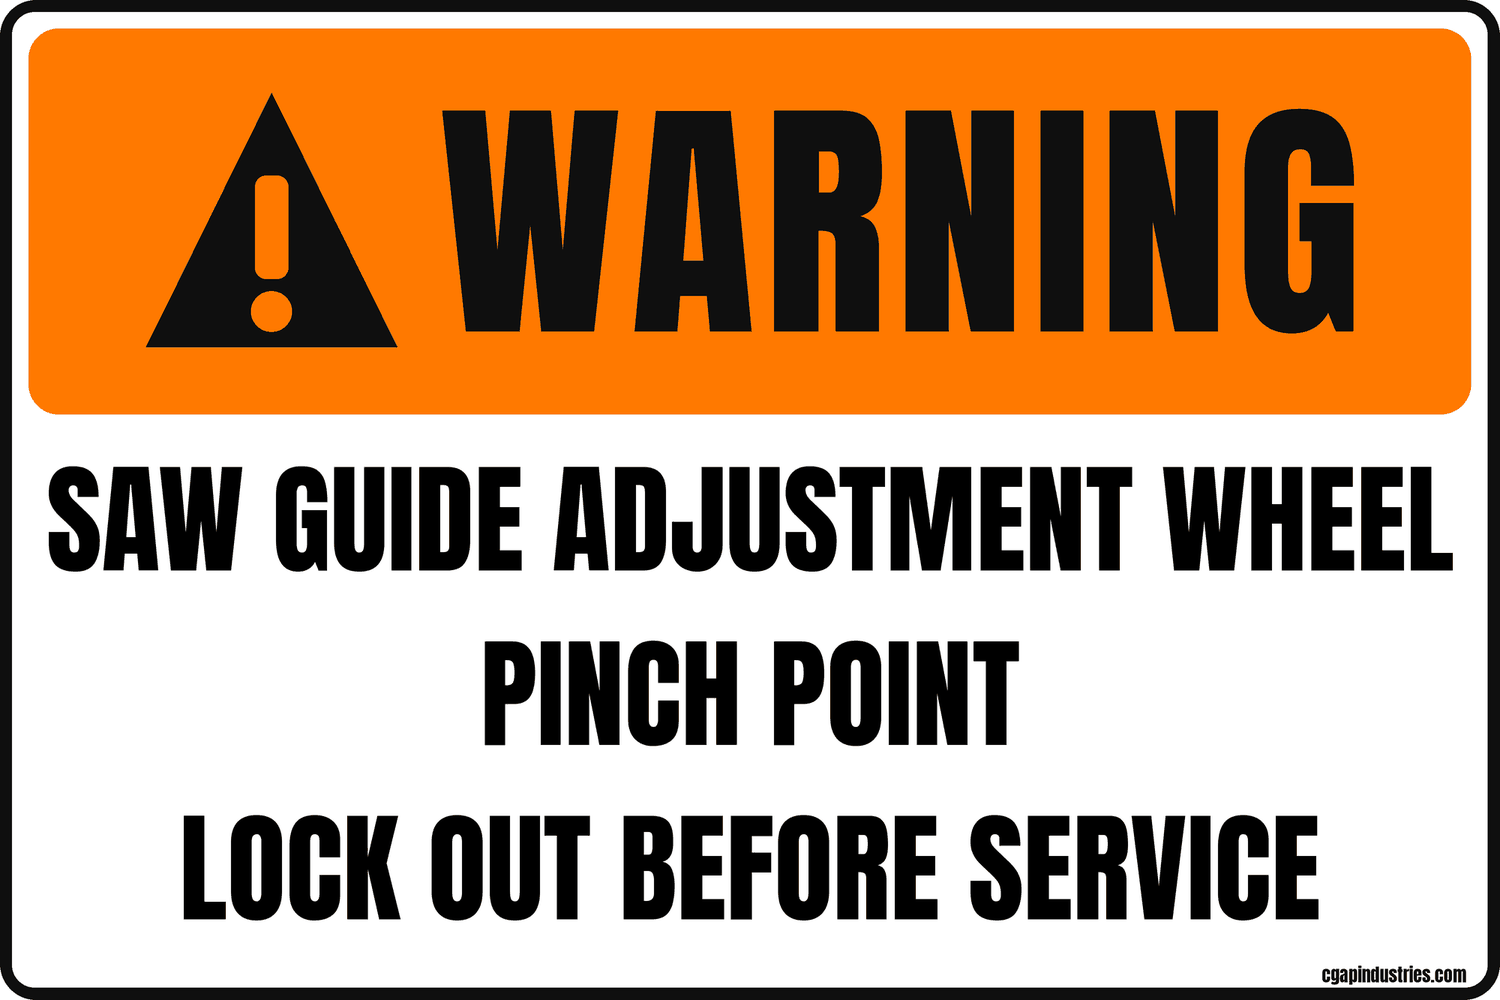 WARNING
SAW GUIDE ADJUSTMENT WHEEL
PINCH POINT
LOCK OUT BEFORE SERVICE
cgapindustries.com